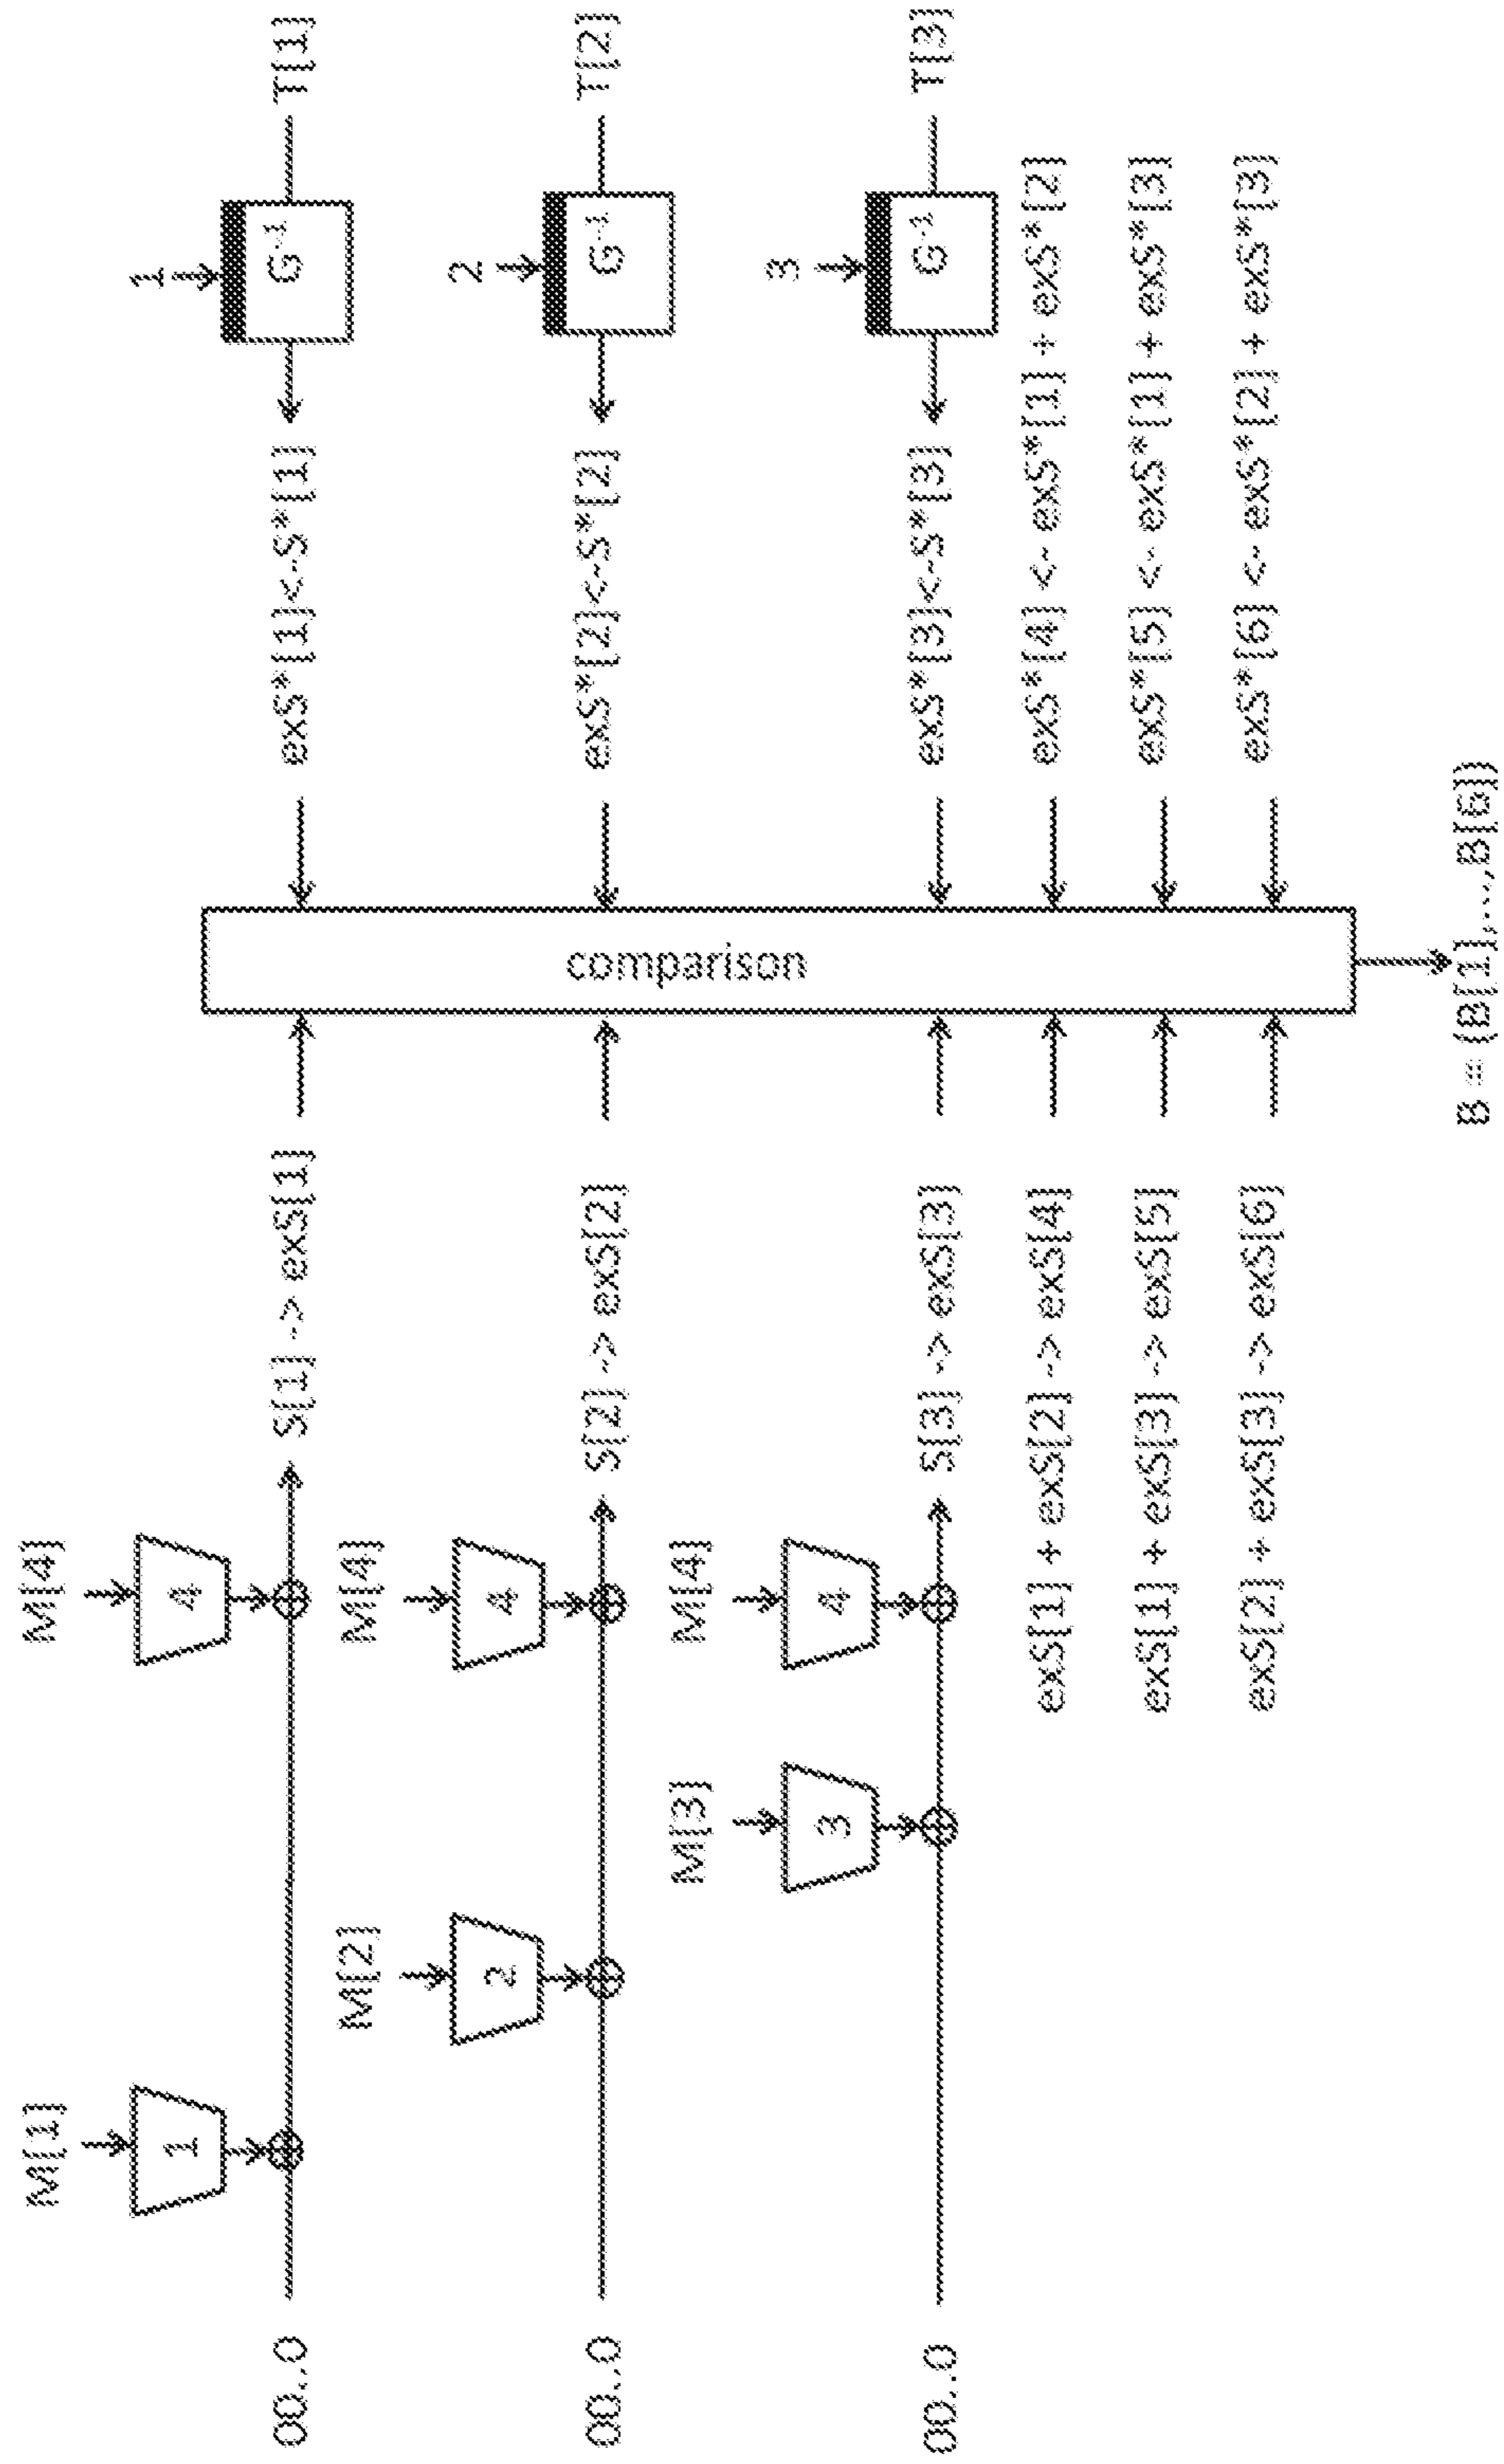 M[1]
M[4]
1
4
1
G-1
00..0
S[1] -> exS[1]
exS*[1]<-S*[1]
T[1]
M[2]
M[4]
2
4
2
G-1
00..0
S[2] -> exS[2]
exS*[2]<-S*[2]
T[2]
comparison
M[3]
M[4]
3
4
3
G-1
00..0
S[3] -> exS[3]
exS*[3]<-S*[3]
T[3]
exS[1] + exS[2] -> exS[4]
exS*[4] <- exS*[1] + exS*[2]
exS[1] + exS[3] -> exS[5]
exS*[5] <- exS*[1] + exS*[3]
exS[2] + exS[3] -> exS[6]
exS*[6] <- exS*[2] + exS*[3]
B = (B[1],...,B[6])